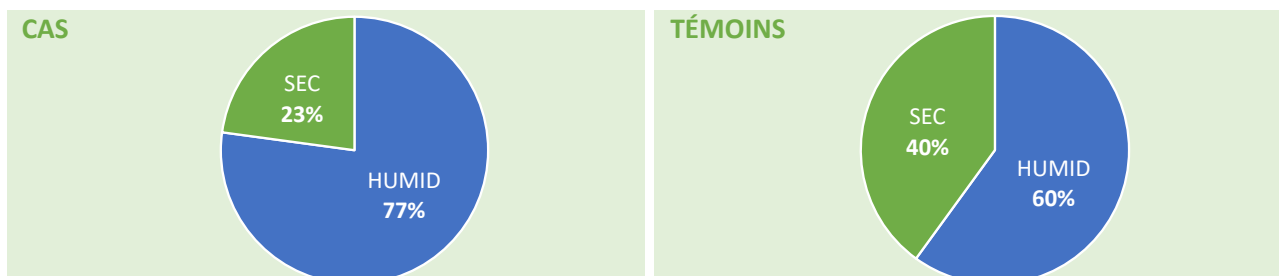 CAS
SEC
23%
HUMID
77%
TÉMOINS
SEC
40%
HUMID
60%